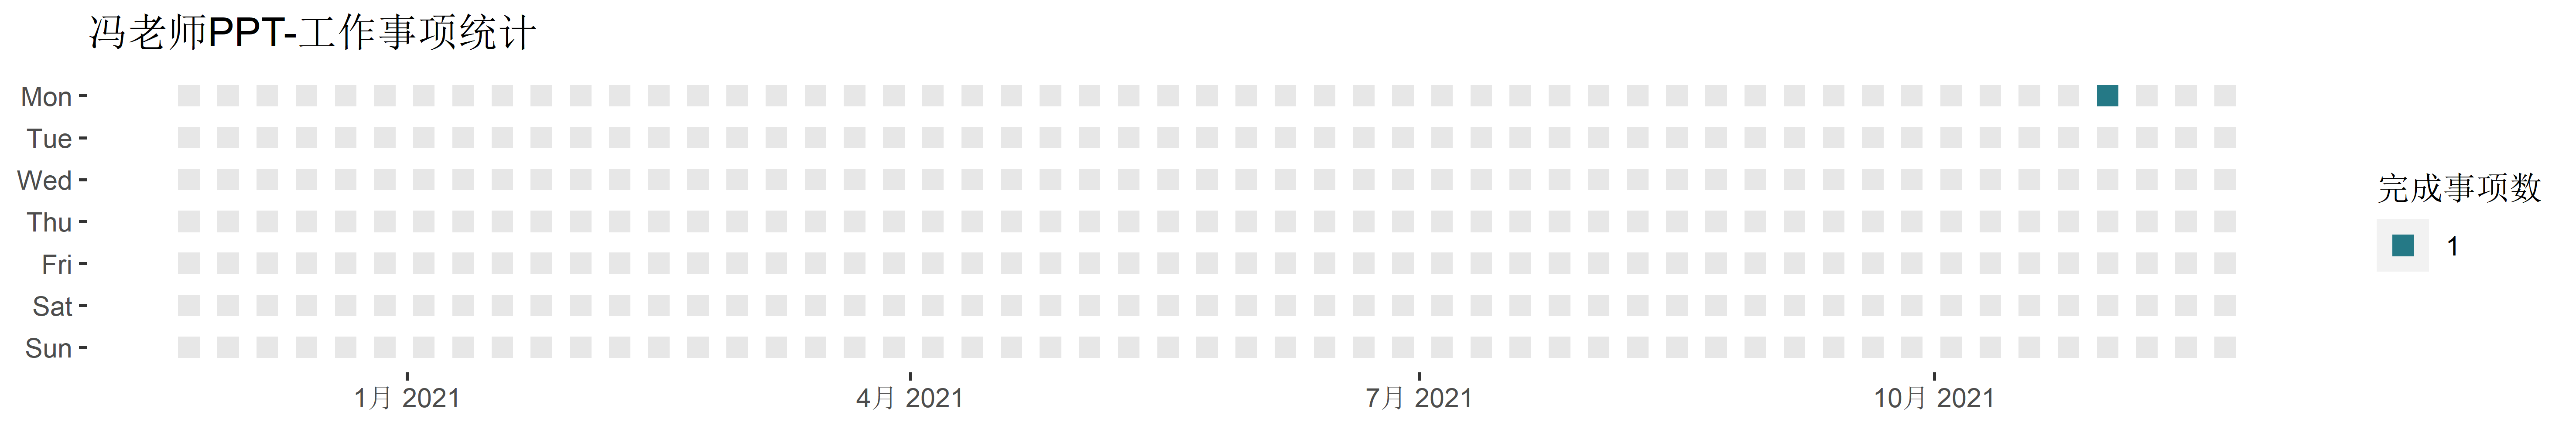 冯老师PPT-工作事项统计
Mon
Tue
Wed
Thu
Fri
Sat
Sun
1月 2021
4月 2021
7月 2021
10月 2021
完成事项数
1